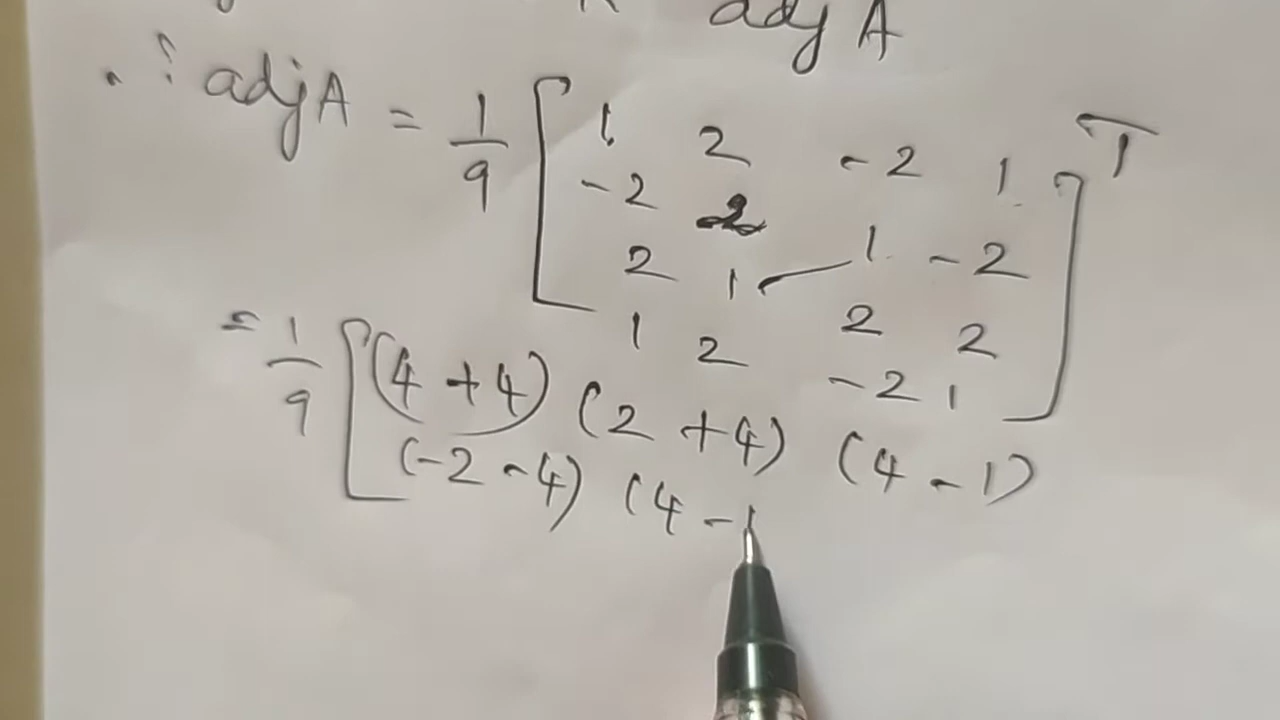 adj A
∴ adj A = 1/9 [ 1 2 -2 1 ] T
-2 2 1 -2
2 1 2 2
1 2 -2 1
= 1/9 [ (4 + 4) (2 + 4) (4 - 1)
(-2 - 4) (4 - 1